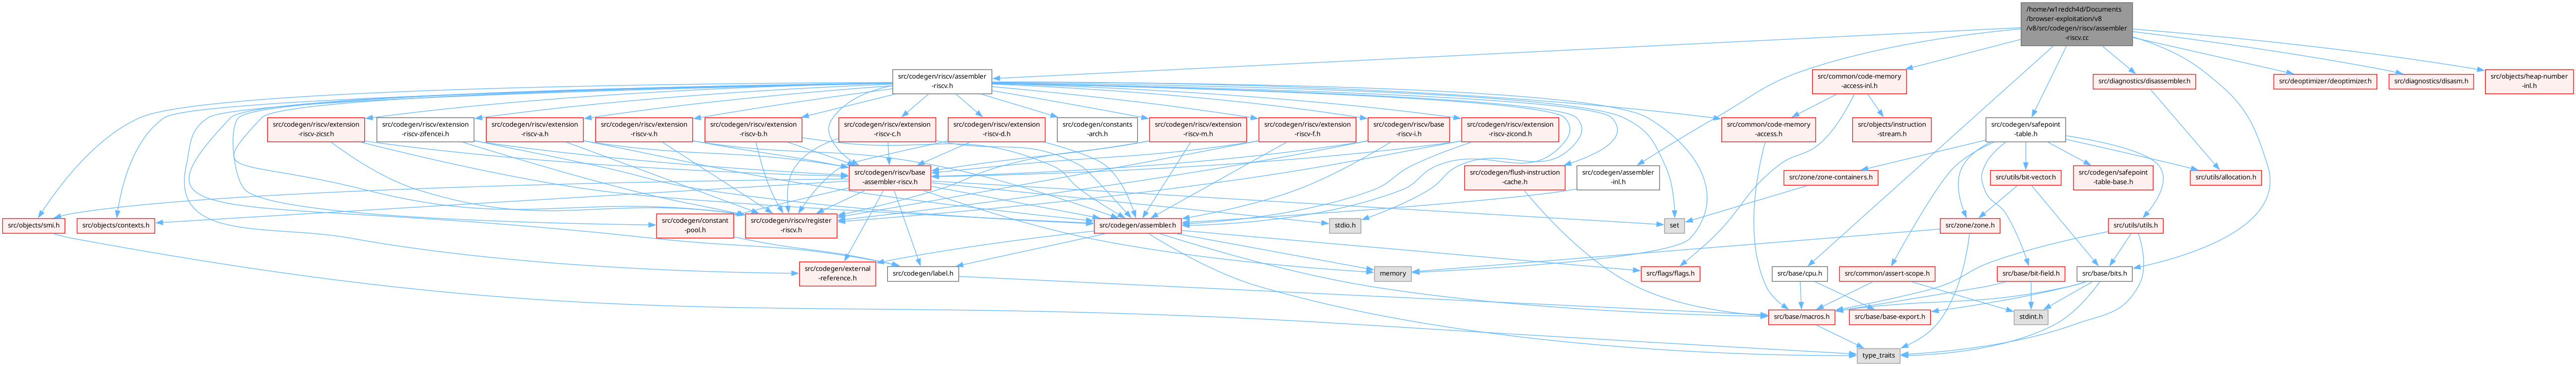 /home/w1redch4d/Documents
/browser-exploitation/v8
/v8/src/codegen/riscv/assembler
-riscv.cc
src/codegen/riscv/assembler
-riscv.h
src/common/code-memory
-access-inl.h
src/diagnostics/disassembler.h
src/deoptimizer/deoptimizer.h
src/diagnostics/disasm.h
src/objects/heap-number
-inl.h
src/codegen/riscv/extension
-riscv-zicsr.h
src/codegen/riscv/extension
-riscv-zifencei.h
src/codegen/riscv/extension
-riscv-a.h
src/codegen/riscv/extension
-riscv-v.h
src/codegen/riscv/extension
-riscv-b.h
src/codegen/riscv/extension
-riscv-c.h
src/codegen/riscv/extension
-riscv-d.h
src/codegen/constants
-arch.h
src/codegen/riscv/extension
-riscv-m.h
src/codegen/riscv/extension
-riscv-f.h
src/codegen/riscv/base
-riscv-i.h
src/codegen/riscv/extension
-riscv-zicond.h
src/common/code-memory
-access.h
src/objects/instruction
-stream.h
src/codegen/safepoint
-table.h
src/codegen/riscv/base
-assembler-riscv.h
src/codegen/flush-instruction
-cache.h
src/codegen/assembler
-inl.h
src/zone/zone-containers.h
src/utils/bit-vector.h
src/codegen/safepoint
-table-base.h
src/utils/allocation.h
src/objects/smi.h
src/objects/contexts.h
src/codegen/constant
-pool.h
src/codegen/riscv/register
-riscv.h
src/codegen/assembler.h
stdio.h
set
src/zone/zone.h
src/utils/utils.h
src/codegen/external
-reference.h
src/codegen/label.h
memory
src/flags/flags.h
src/base/cpu.h
src/common/assert-scope.h
src/base/bit-field.h
src/base/bits.h
src/base/macros.h
src/base/base-export.h
stdint.h
type_traits